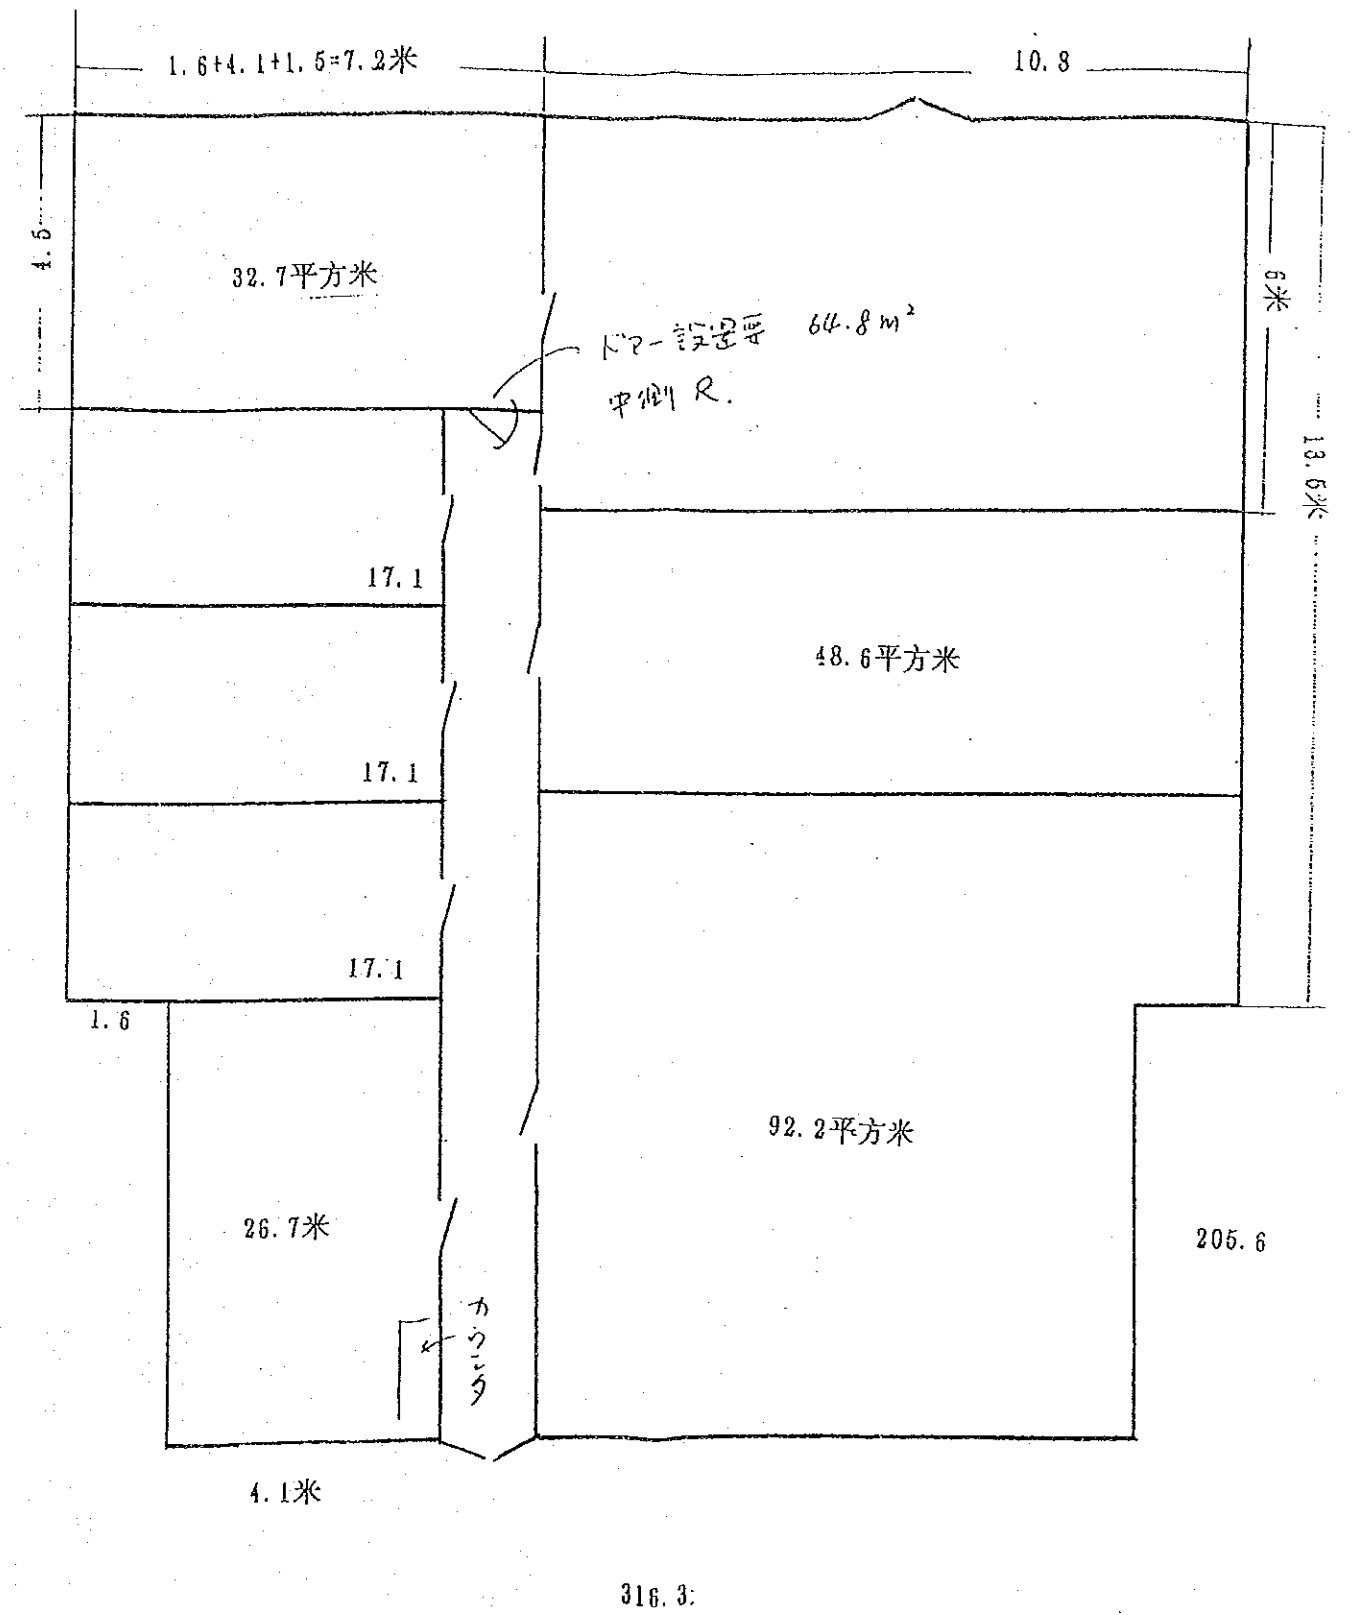 1.6+4.1+1.5=7.2米
10.8
4.5
32.7平方米
6米
ドアー設置要 64.8m²
中側 R.
13.6米
17.1
48.6平方米
17.1
17.1
1.6
92.2平方米
26.7米
205.6
カウンタ
4.1米
316.3